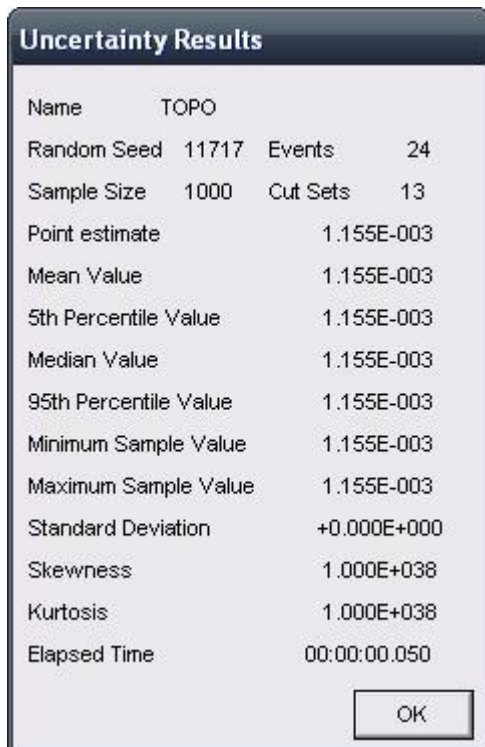 Uncertainty Results
Name TOPO
Random Seed 11717 Events 24
Sample Size 1000 Cut Sets 13
Point estimate 1.155E-003
Mean Value 1.155E-003
5th Percentile Value 1.155E-003
Median Value 1.155E-003
95th Percentile Value 1.155E-003
Minimum Sample Value 1.155E-003
Maximum Sample Value 1.155E-003
Standard Deviation +0.000E+000
Skewness 1.000E+038
Kurtosis 1.000E+038
Elapsed Time 00:00:00.050
OK